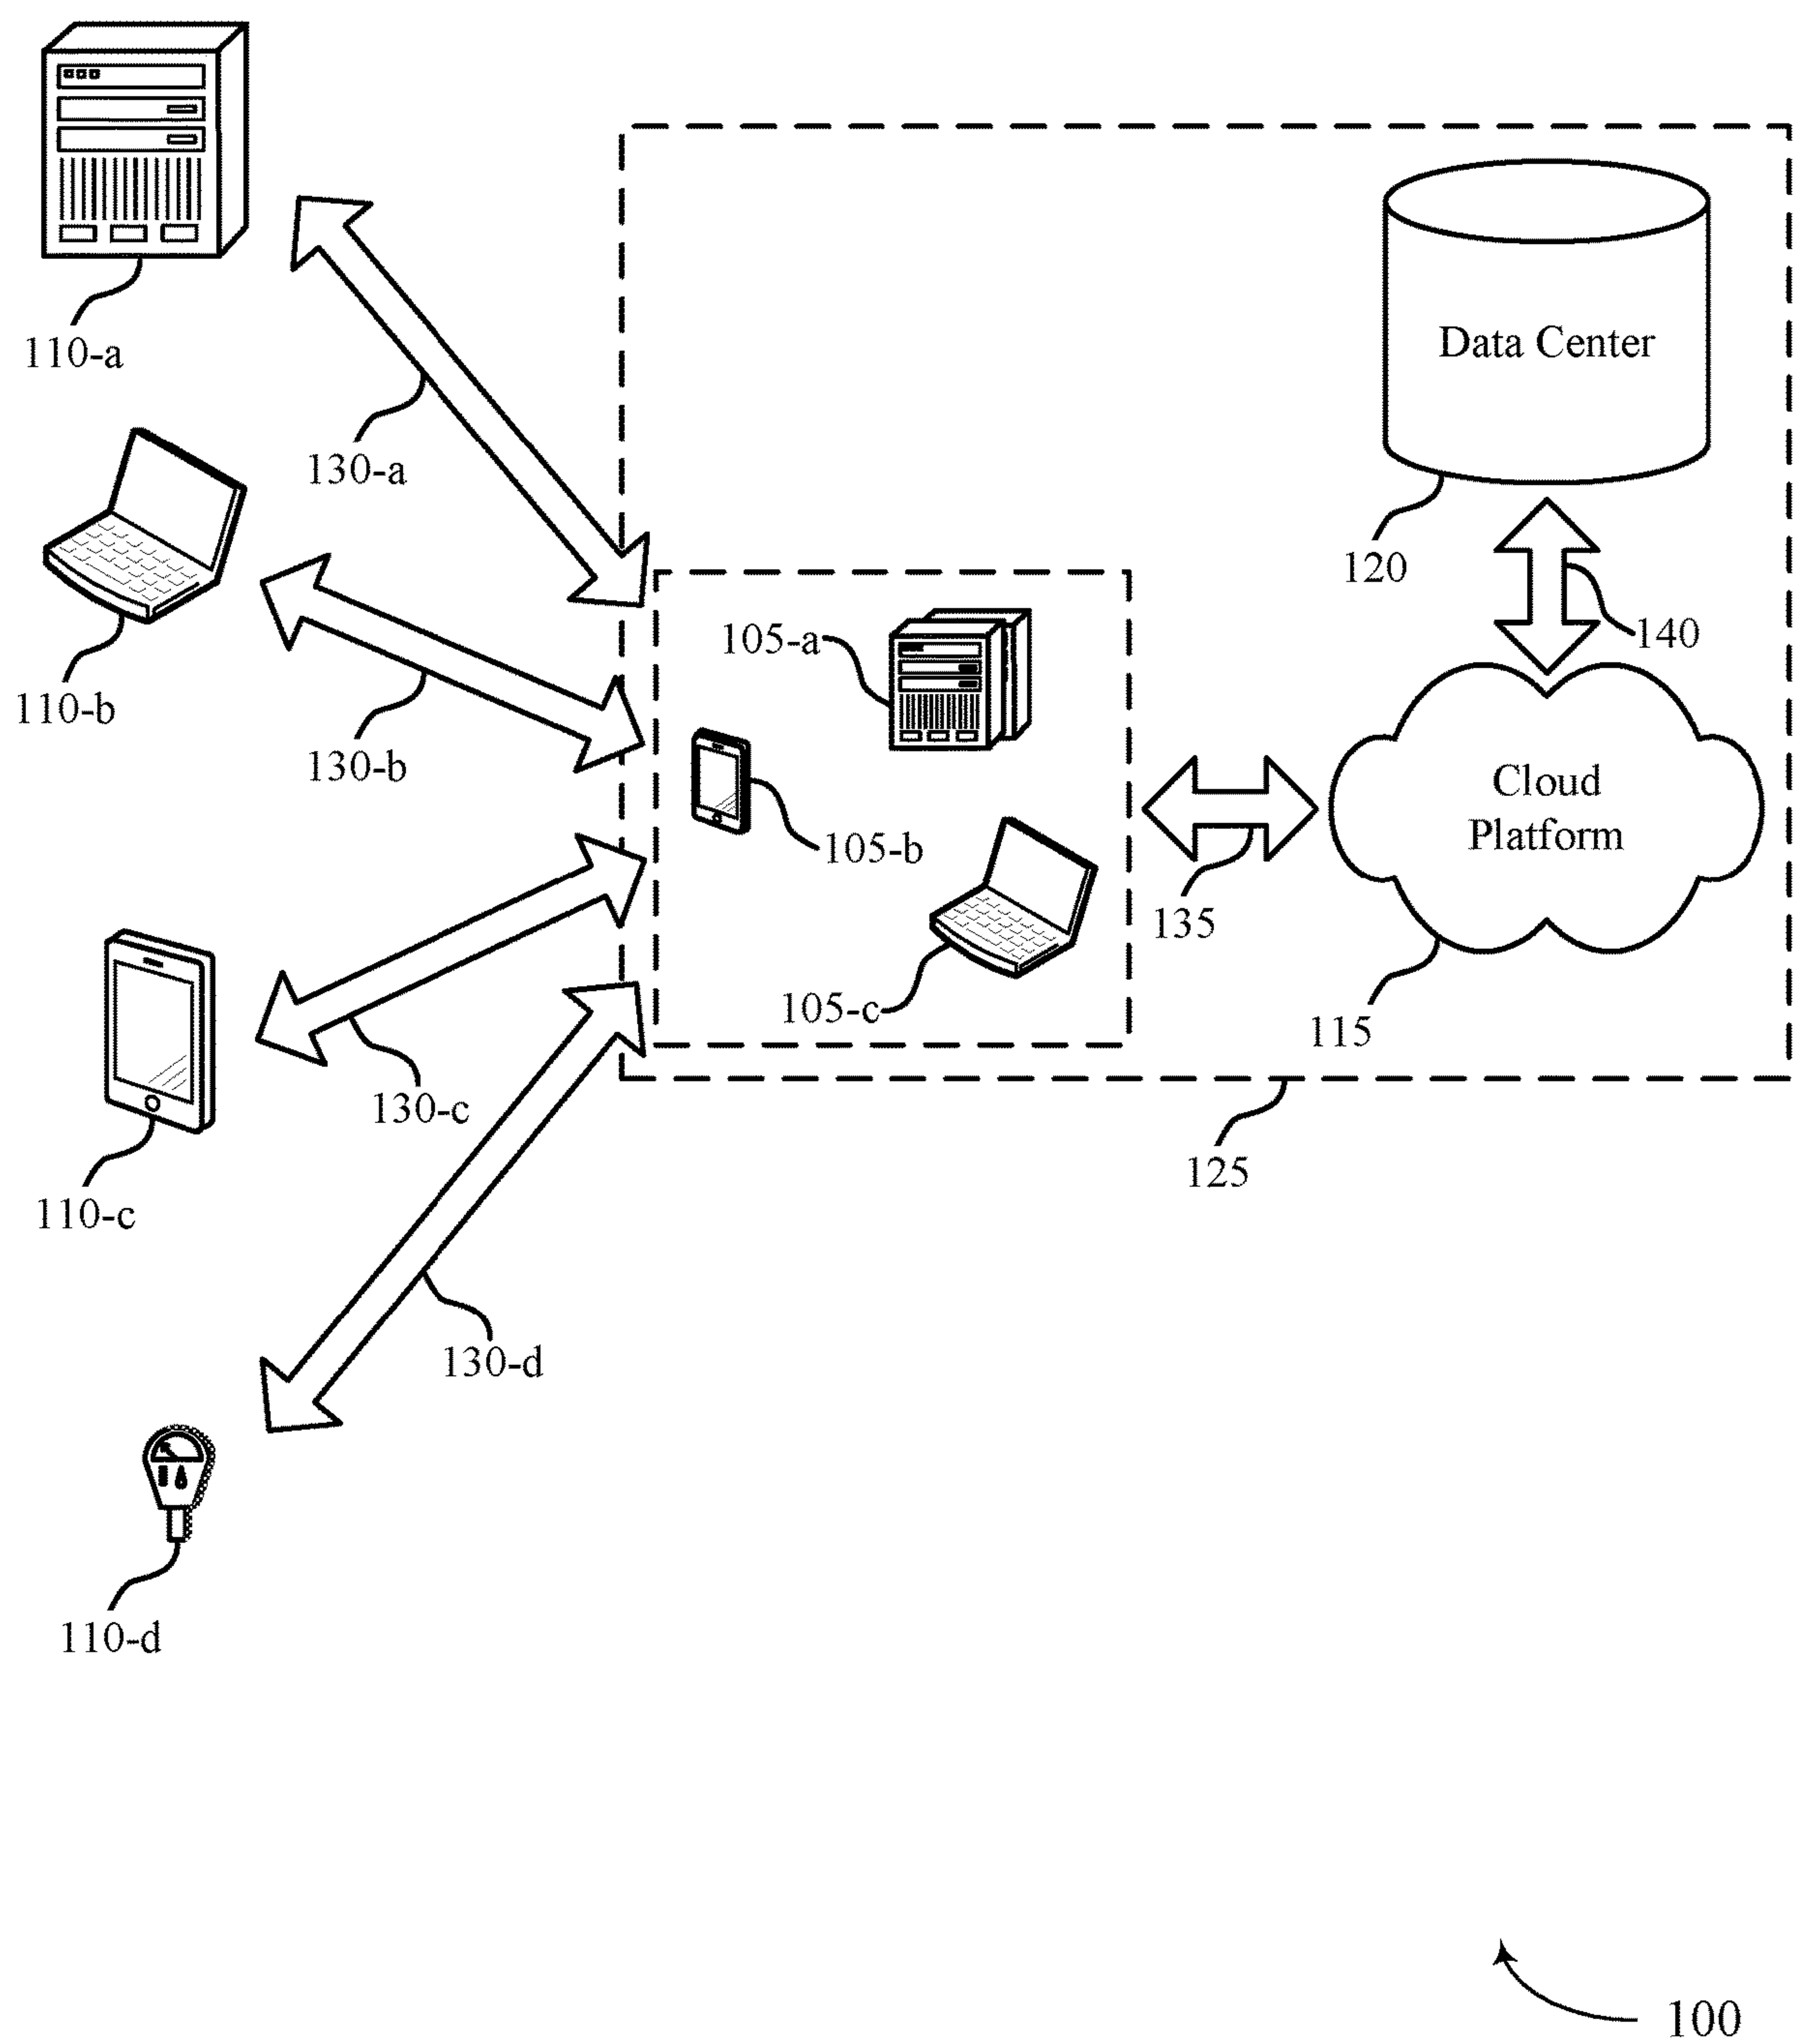 110-a
130-a
Data Center
120
140
105-a
110-b
130-b
105-b
Cloud
Platform
135
105-c
115
130-c
125
110-c
130-d
110-d
100